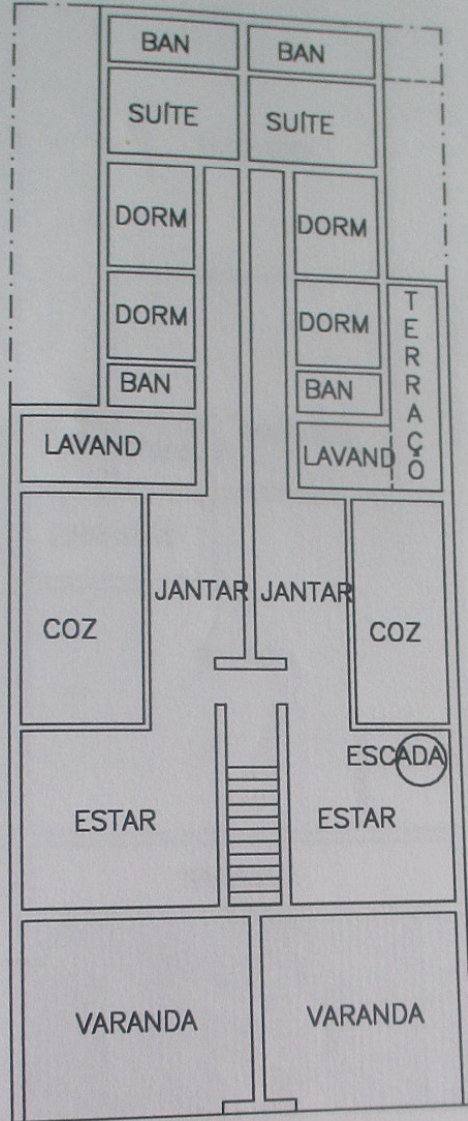 BAN BAN
SUÍTE SUÍTE
DORM DORM
DORM DORM
TERRAÇO
BAN BAN
LAVAND LAVAND
JANTAR JANTAR
COZ COZ
ESCADA
ESTAR ESTAR
VARANDA VARANDA